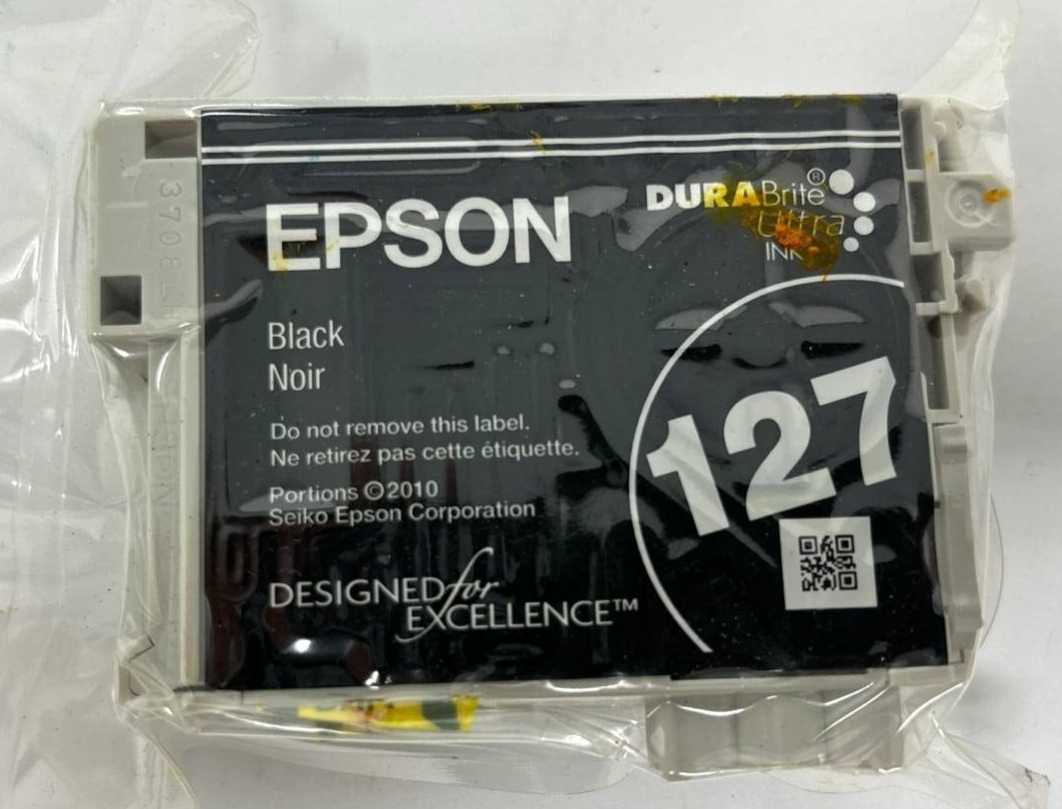 EPSON
DURABrite®
Ultra
INK
Black
Noir
Do not remove this label.
Ne retirez pas cette étiquette.
Portions ©2010
Seiko Epson Corporation
127
DESIGNED for
EXCELLENCE™
3708